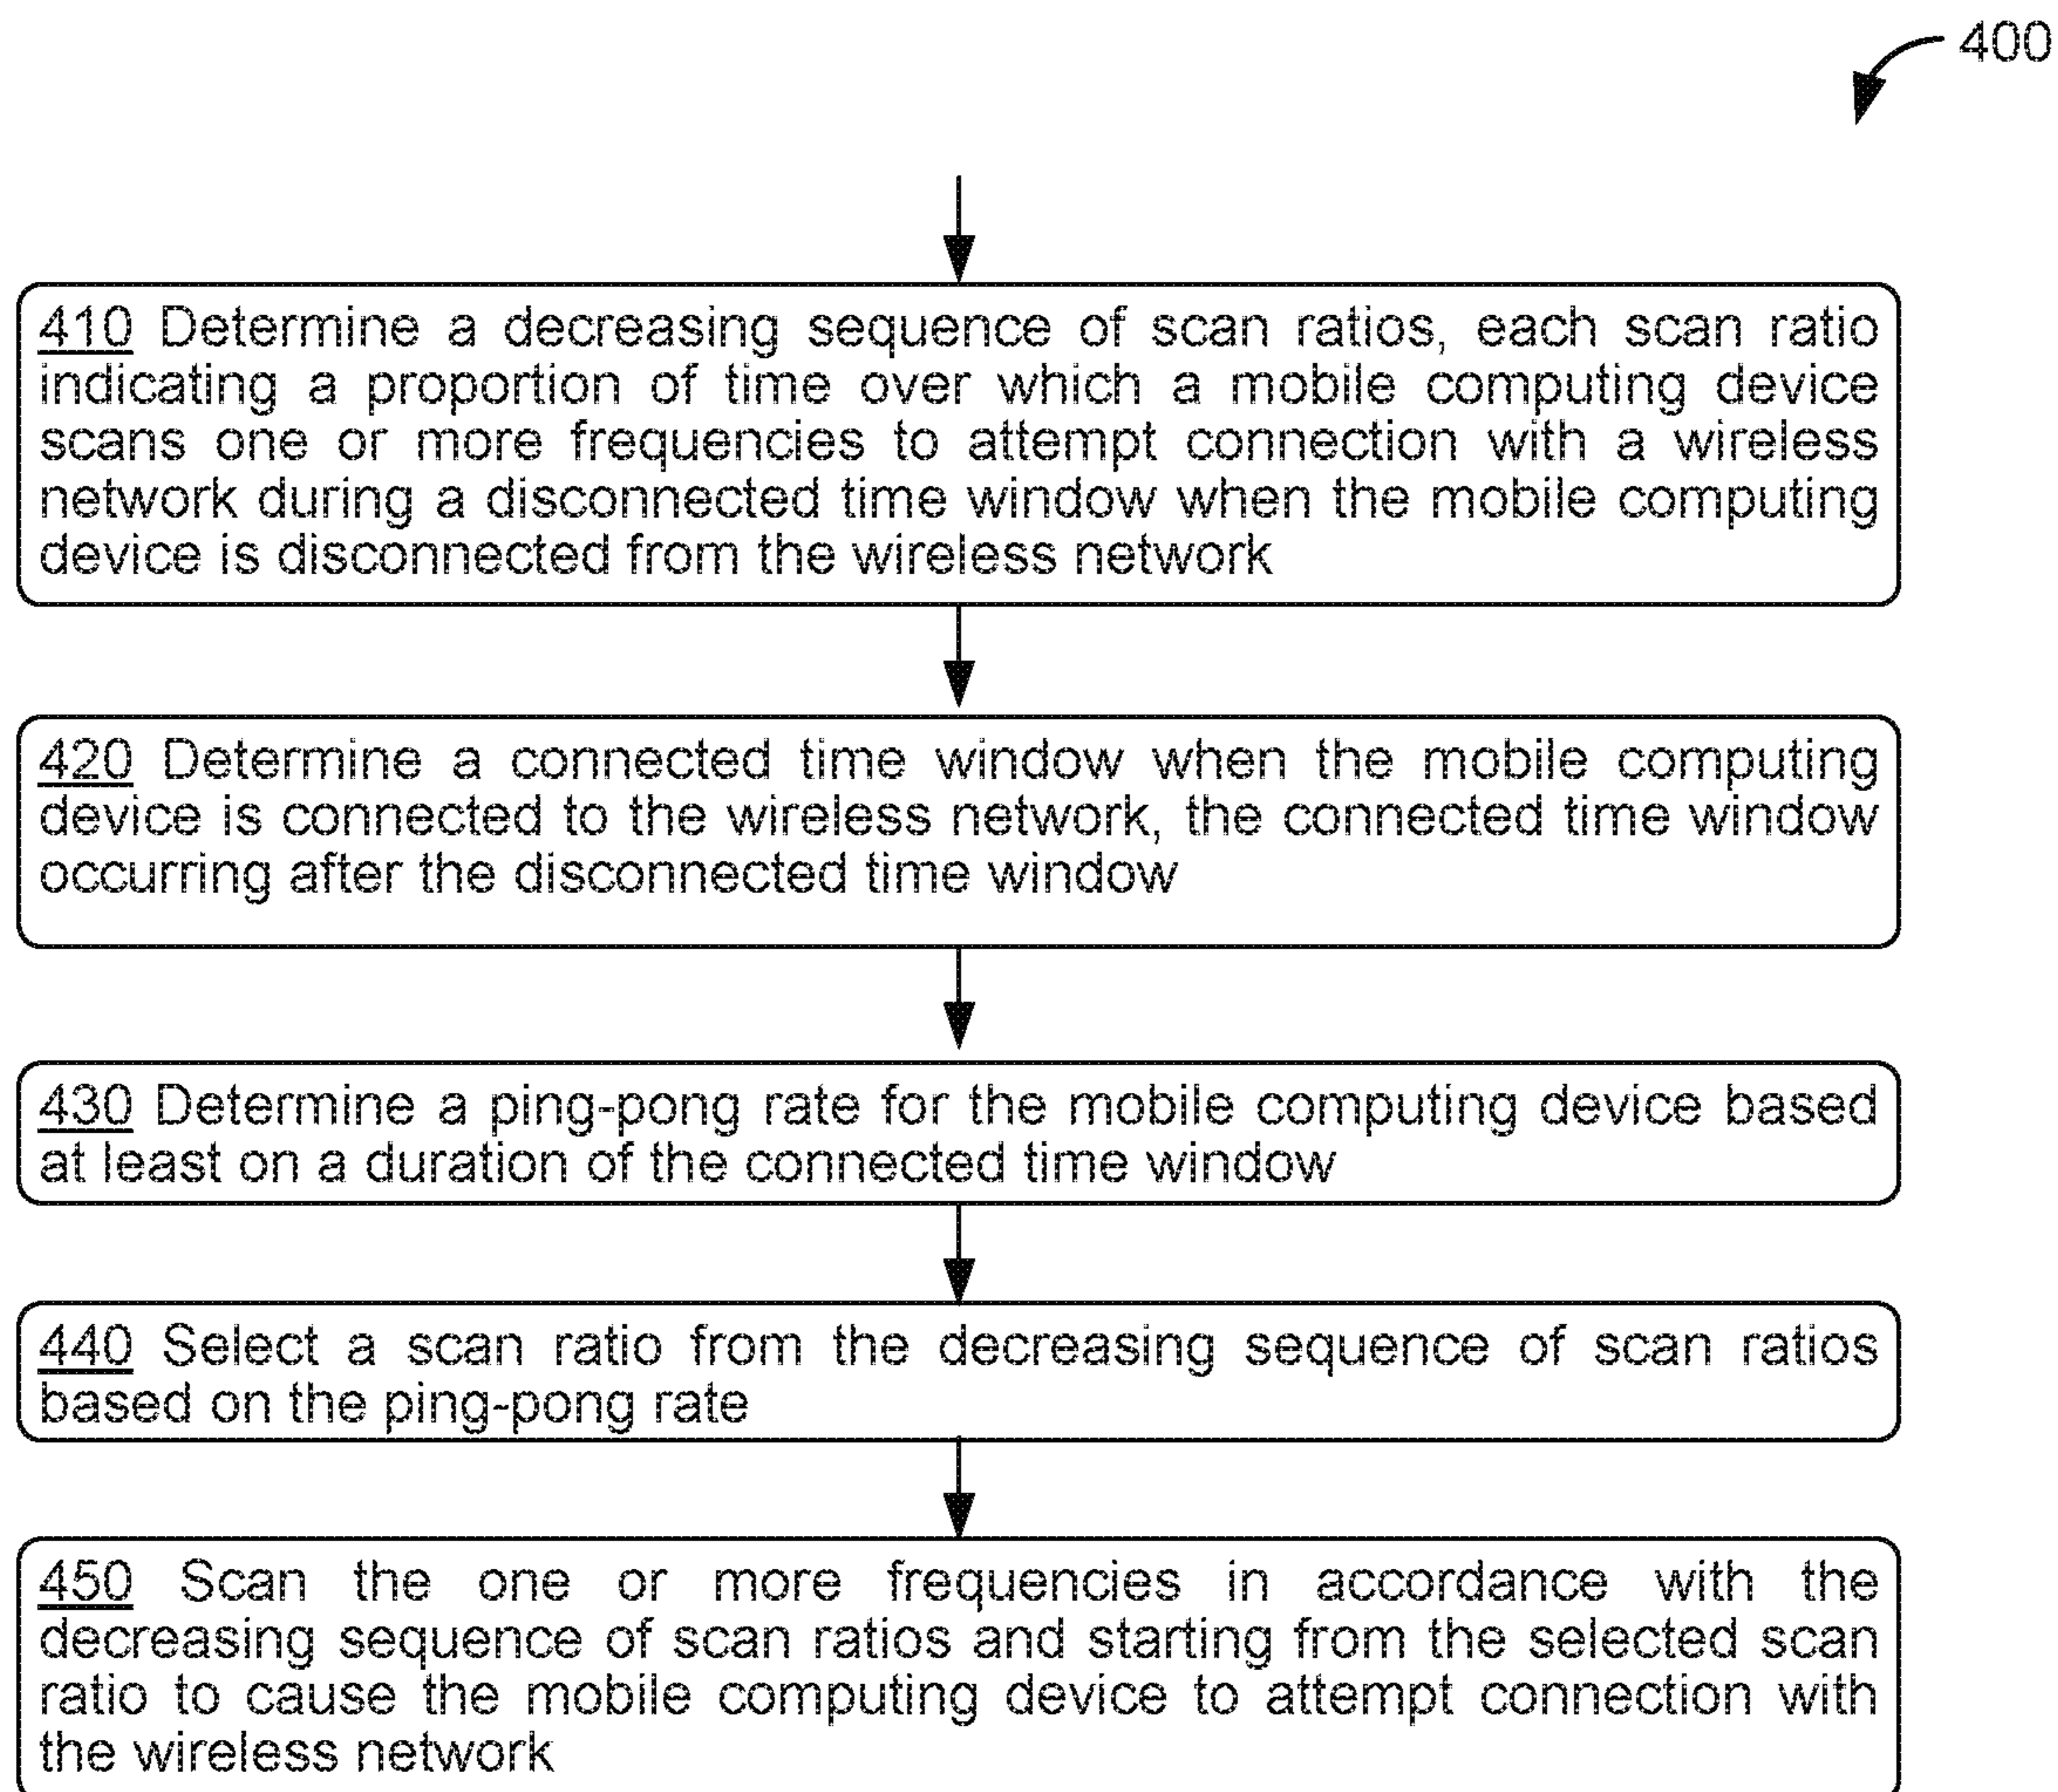 400
410 Determine a decreasing sequence of scan ratios, each scan ratio
indicating a proportion of time over which a mobile computing device
scans one or more frequencies to attempt connection with a wireless
network during a disconnected time window when the mobile computing
device is disconnected from the wireless network
420 Determine a connected time window when the mobile computing
device is connected to the wireless network, the connected time window
occurring after the disconnected time window
430 Determine a ping-pong rate for the mobile computing device based
at least on a duration of the connected time window
440 Select a scan ratio from the decreasing sequence of scan ratios
based on the ping-pong rate
450 Scan the one or more frequencies in accordance with the
decreasing sequence of scan ratios and starting from the selected scan
ratio to cause the mobile computing device to attempt connection with
the wireless network